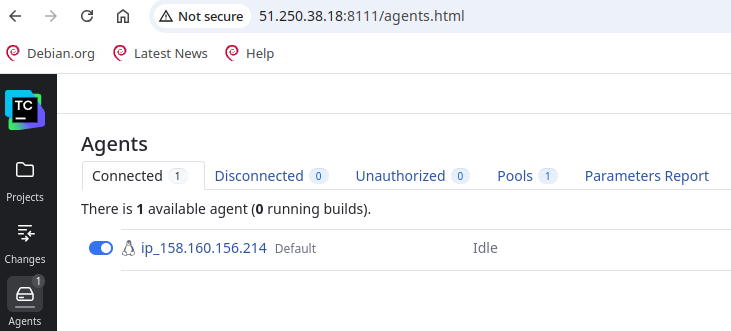 Not secure 51.250.38.18:8111/agents.html
Debian.org Latest News Help
TC
Agents
Connected 1 Disconnected 0 Unauthorized 0 Pools 1 Parameters Report
Projects
There is 1 available agent (0 running builds).
ip_158.160.156.214 Default Idle
Changes
1
Agents